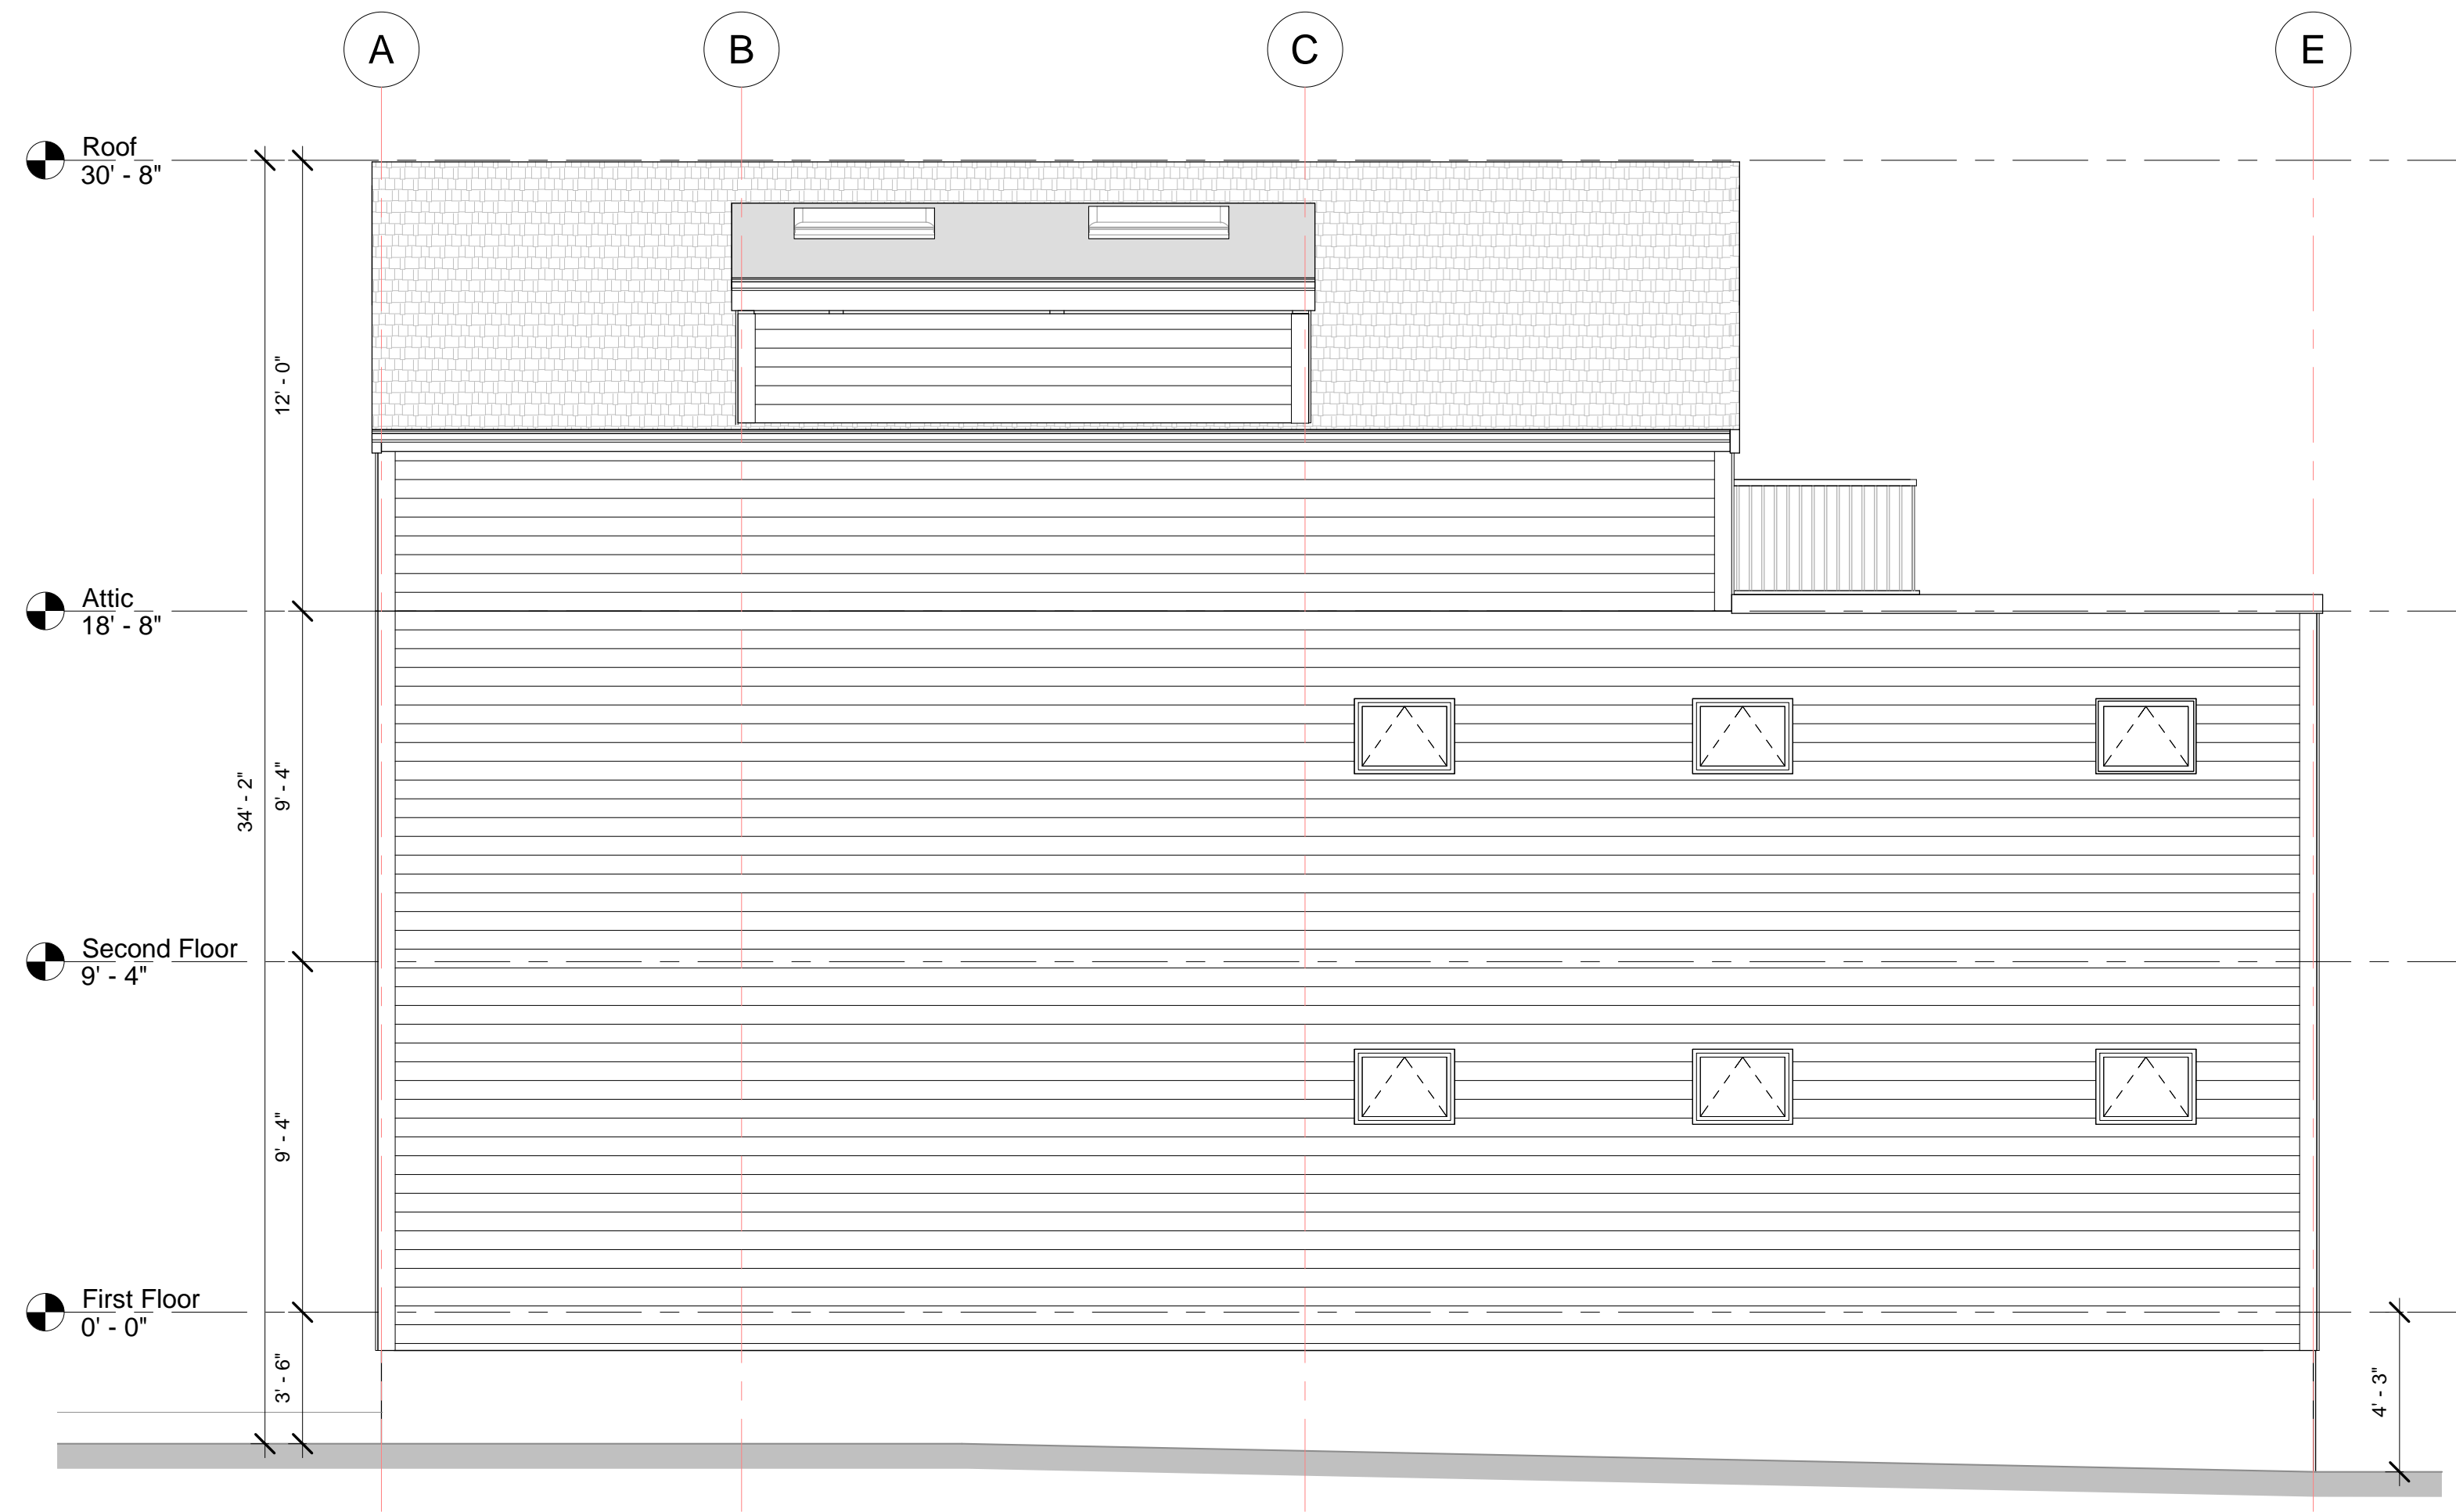 A
B
C
E
Roof
30' - 8"
12' - 0"
Attic
18' - 8"
34' - 2"
9' - 4"
Second Floor
9' - 4"
9' - 4"
First Floor
0' - 0"
3' - 6"
4' - 3"